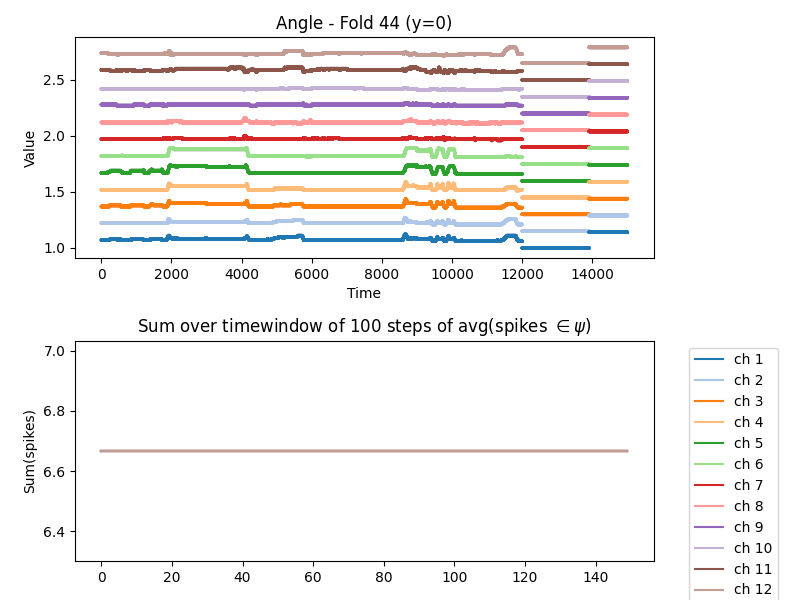 Angle - Fold 44 (y=0)
Value
2.5
2.0
1.5
1.0
0 2000 4000 6000 8000 10000 12000 14000
Time
Sum over timewindow of 100 steps of avg(spikes ∈ ψ)
Sum(spikes)
7.0
6.8
6.6
6.4
0 20 40 60 80 100 120 140
ch 1
ch 2
ch 3
ch 4
ch 5
ch 6
ch 7
ch 8
ch 9
ch 10
ch 11
ch 12